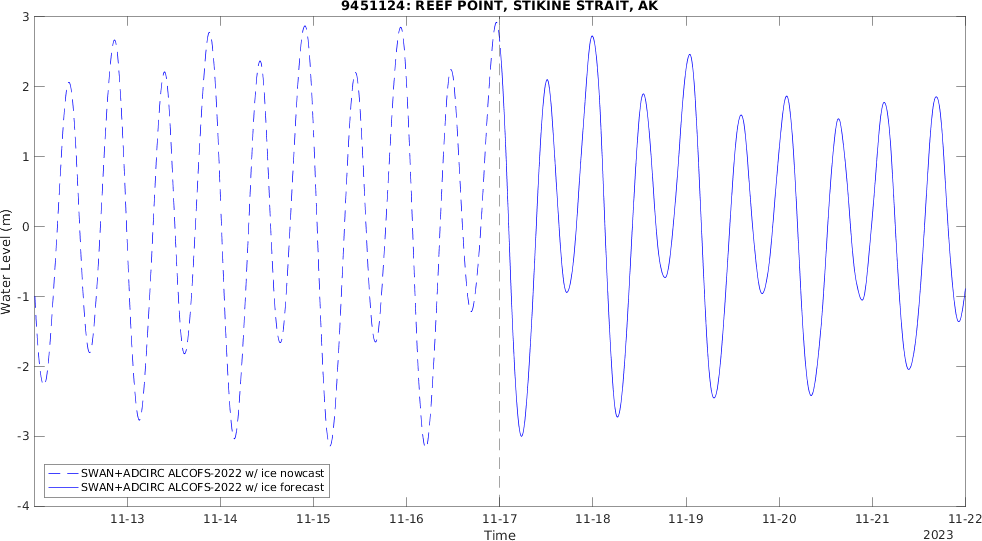 9451124: REEF POINT, STIKINE STRAIT, AK
Water Level (m)
3
2
1
0
-1
-2
-3
-4
SWAN+ADCIRC ALCOFS-2022 w/ ice nowcast
SWAN+ADCIRC ALCOFS-2022 w/ ice forecast
11-13 11-14 11-15 11-16 11-17 11-18 11-19 11-20 11-21 11-22
Time
2023